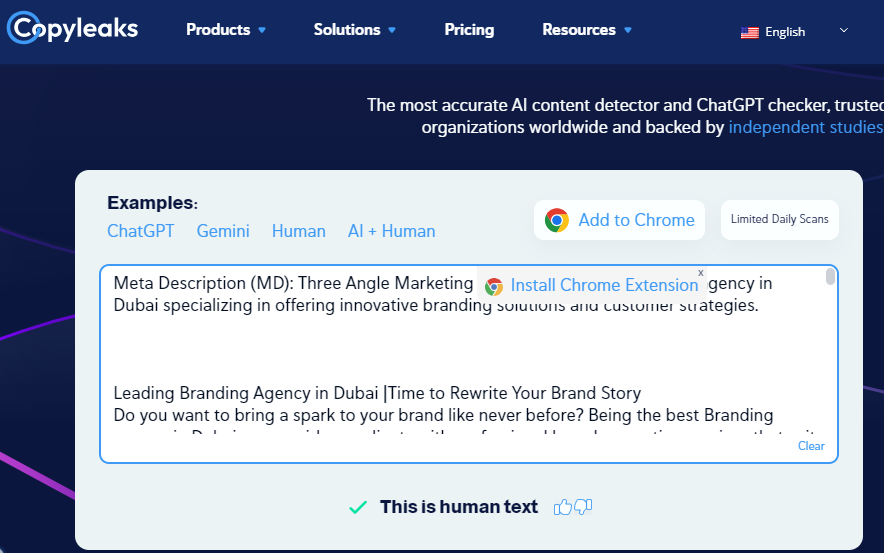 Copyleaks Products Solutions Pricing Resources English
The most accurate AI content detector and ChatGPT checker, trusted
organizations worldwide and backed by independent studies
Examples:
ChatGPT Gemini Human AI + Human
Add to Chrome
Limited Daily Scans
Meta Description (MD): Three Angle Marketing gency in
x
Install Chrome Extension
Dubai specializing in offering innovative branding solutions and customer strategies.
Leading Branding Agency in Dubai |Time to Rewrite Your Brand Story
Do you want to bring a spark to your brand like never before? Being the best Branding
Clear
This is human text